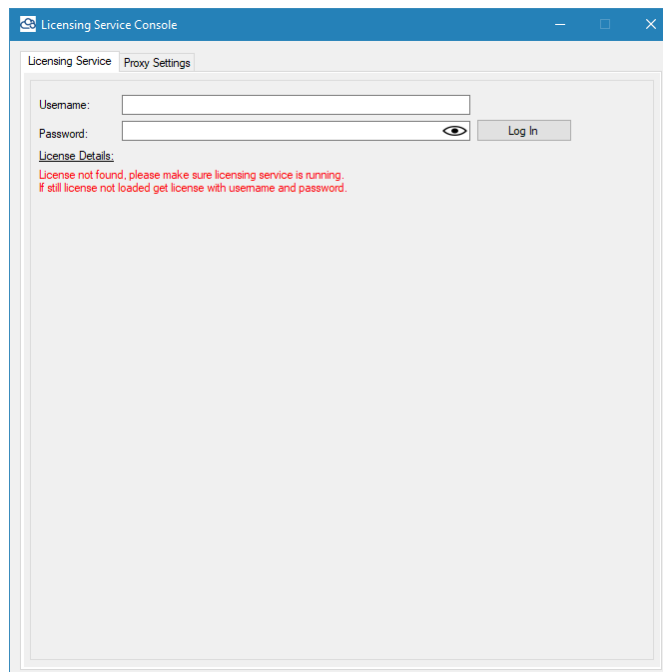 Licensing Service Console
Licensing Service
Proxy Settings
Username:
Password:
Log In
License Details:
License not found, please make sure licensing service is running.
If still license not loaded get license with username and password.